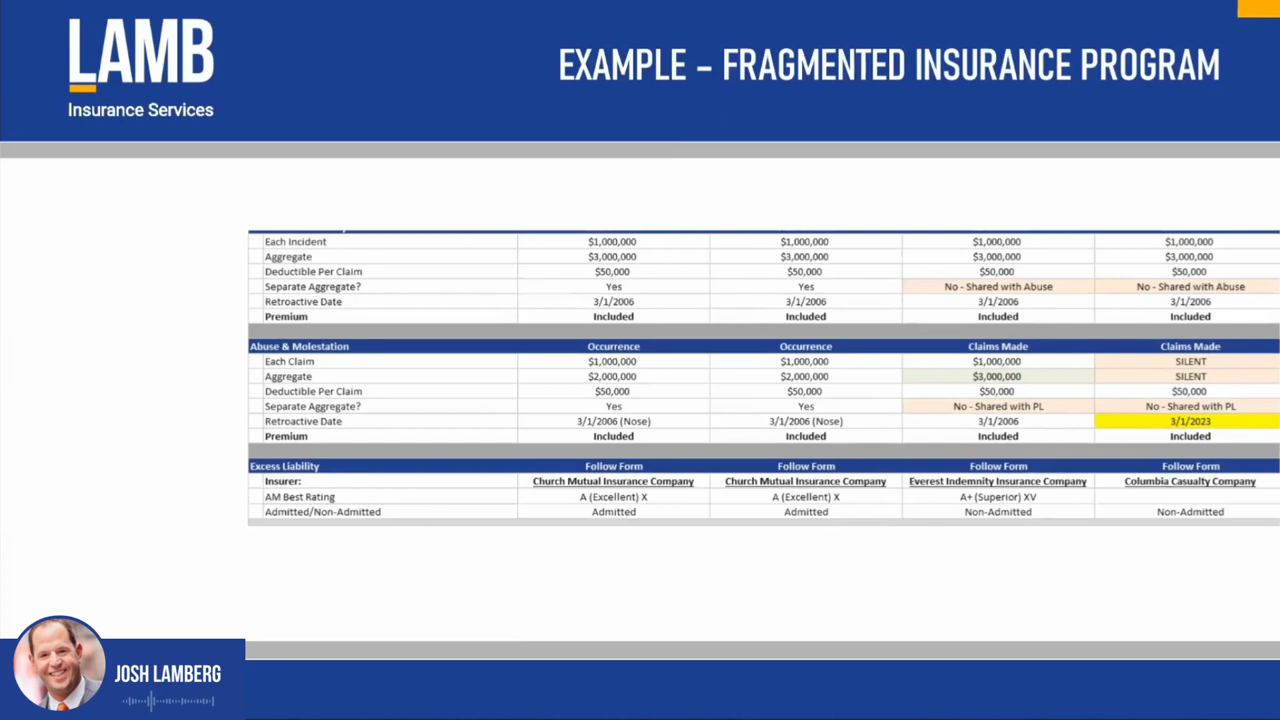 LAMB
Insurance Services
EXAMPLE – FRAGMENTED INSURANCE PROGRAM
Each Incident $1,000,000 $1,000,000 $1,000,000 $1,000,000
Aggregate $3,000,000 $3,000,000 $3,000,000 $3,000,000
Deductible Per Claim $50,000 $50,000 $50,000 $50,000
Separate Aggregate? Yes Yes No - Shared with Abuse No - Shared with Abuse
Retroactive Date 3/1/2006 3/1/2006 3/1/2006 3/1/2006
Premium Included Included Included Included
Abuse & Molestation Occurrence Occurrence Claims Made Claims Made
Each Claim $1,000,000 $1,000,000 $1,000,000 SILENT
Aggregate $2,000,000 $2,000,000 $3,000,000 SILENT
Deductible Per Claim $50,000 $50,000 $50,000 $50,000
Separate Aggregate? Yes Yes No - Shared with PL No - Shared with PL
Retroactive Date 3/1/2006 (Nose) 3/1/2006 (Nose) 3/1/2006 3/1/2023
Premium Included Included Included Included
Excess Liability Follow Form Follow Form Follow Form Follow Form
Insurer: Church Mutual Insurance Company Church Mutual Insurance Company Everest Indemnity Insurance Company Columbia Casualty Company
AM Best Rating A (Excellent) X A (Excellent) X A+ (Superior) XV
Admitted/Non-Admitted Admitted Admitted Non-Admitted Non-Admitted
JOSH LAMBERG